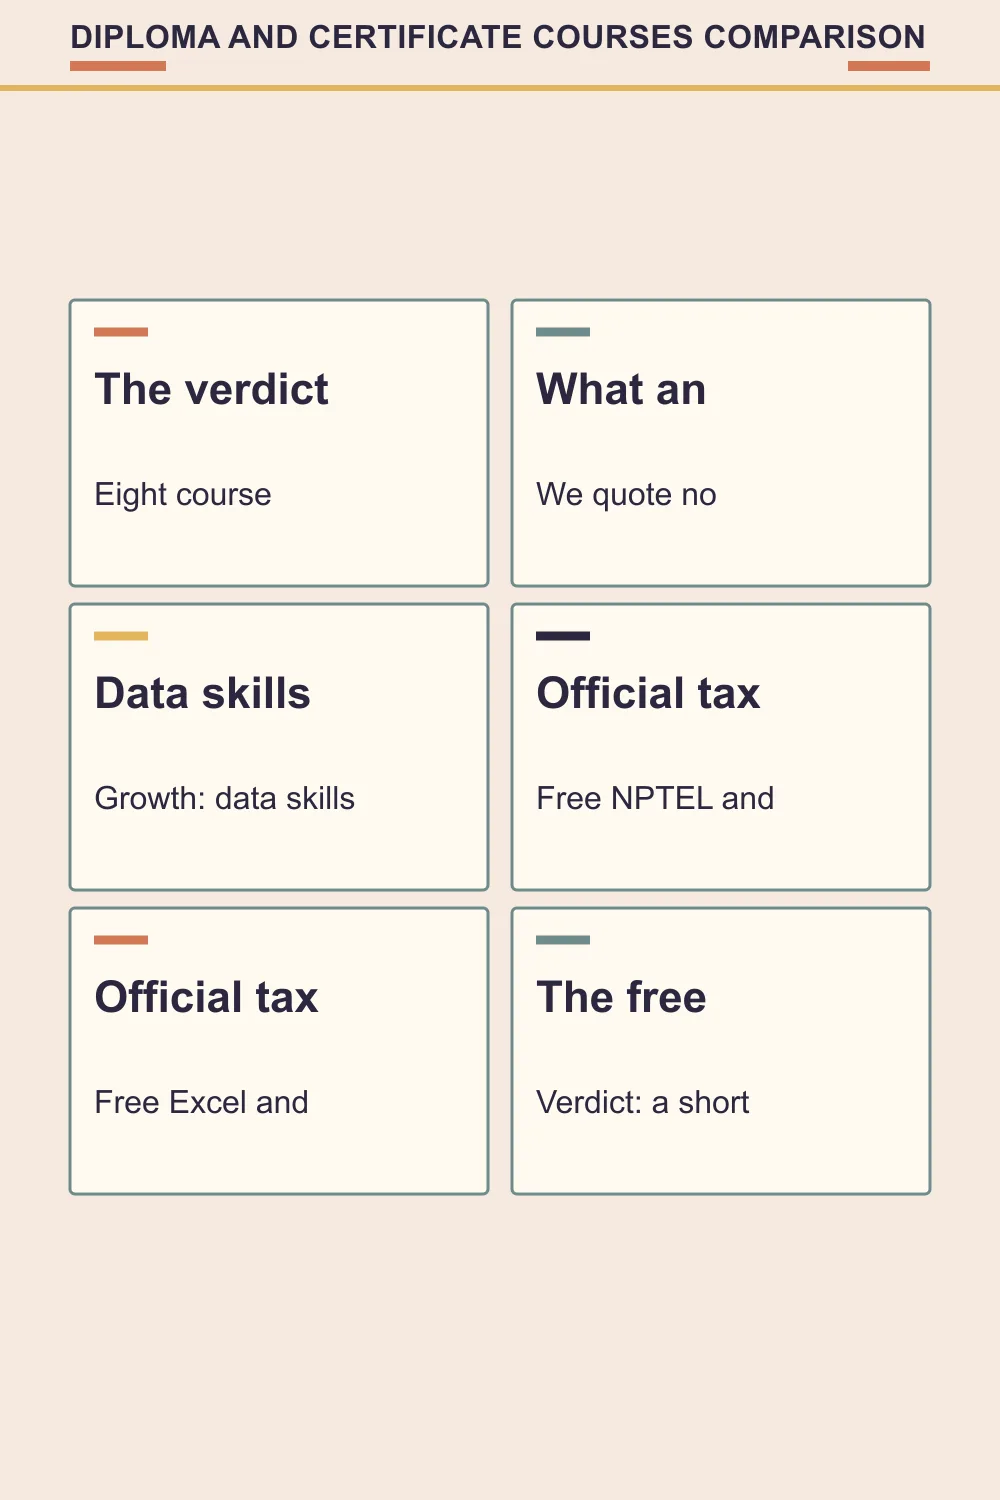 DIPLOMA AND CERTIFICATE COURSES COMPARISON
The verdict
Eight course
What an
We quote no
Data skills
Growth: data skills
Official tax
Free NPTEL and
Official tax
Free Excel and
The free
Verdict: a short